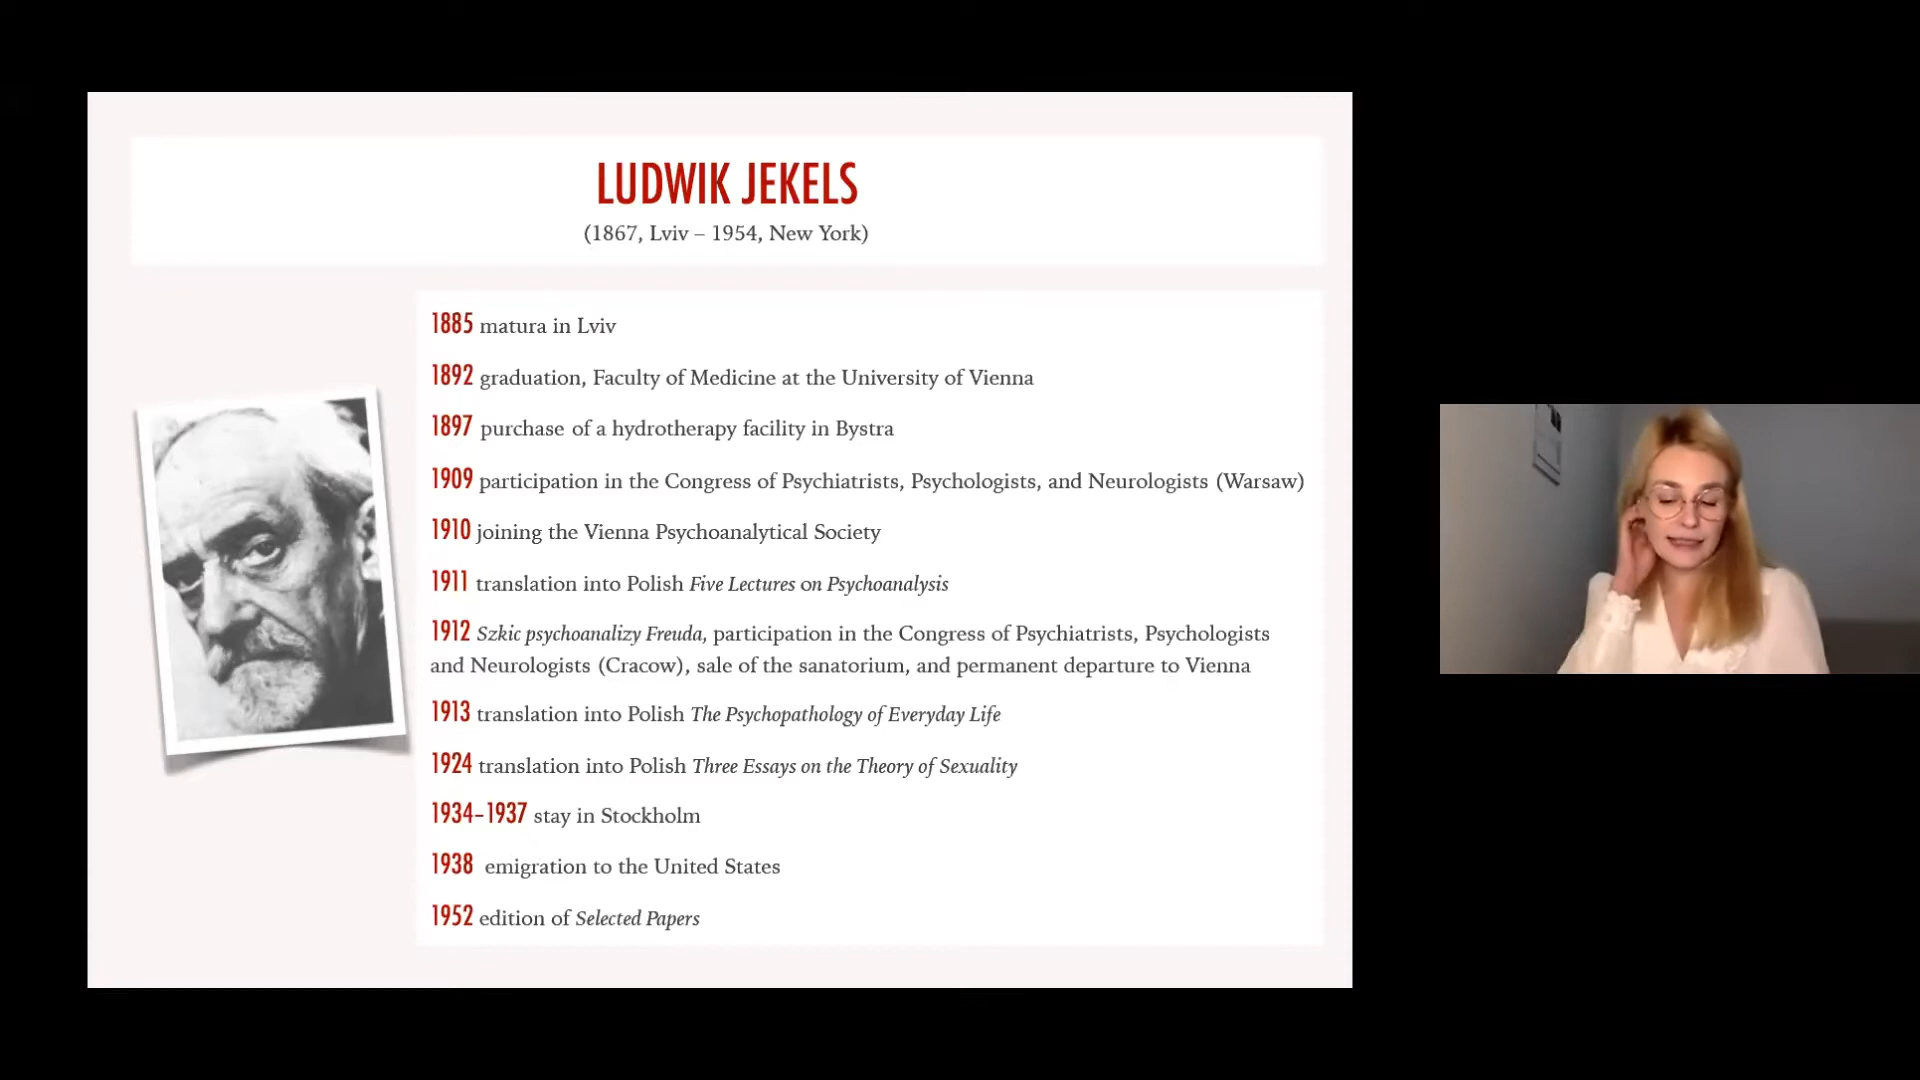 LUDWIK JEKELS
(1867, Lviv – 1954, New York)
1885 matura in Lviv
1892 graduation, Faculty of Medicine at the University of Vienna
1897 purchase of a hydrotherapy facility in Bystra
1909 participation in the Congress of Psychiatrists, Psychologists, and Neurologists (Warsaw)
1910 joining the Vienna Psychoanalytical Society
1911 translation into Polish Five Lectures on Psychoanalysis
1912 Szkic psychoanalizy Freuda, participation in the Congress of Psychiatrists, Psychologists
and Neurologists (Cracow), sale of the sanatorium, and permanent departure to Vienna
1913 translation into Polish The Psychopathology of Everyday Life
1924 translation into Polish Three Essays on the Theory of Sexuality
1934–1937 stay in Stockholm
1938 emigration to the United States
1952 edition of Selected Papers